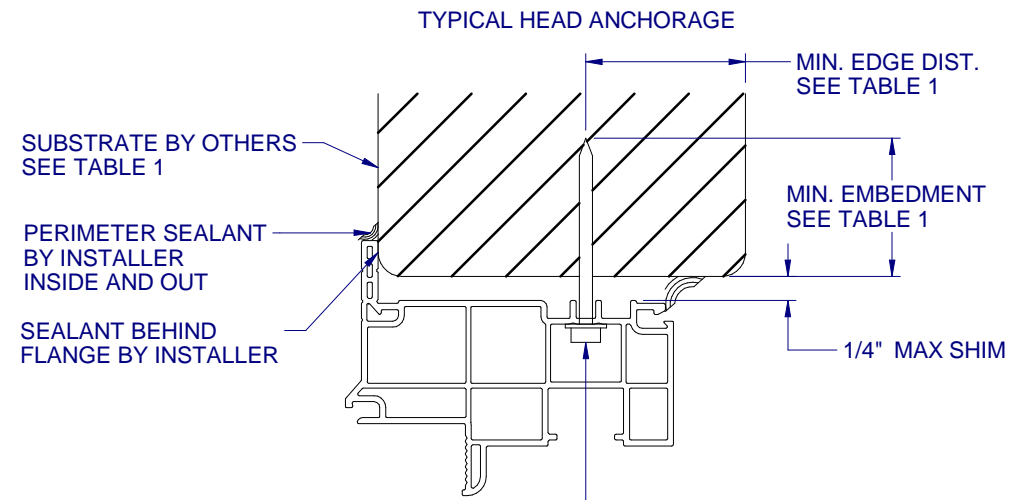 TYPICAL HEAD ANCHORAGE
MIN. EDGE DIST.
SEE TABLE 1
SUBSTRATE BY OTHERS
SEE TABLE 1
MIN. EMBEDMENT
SEE TABLE 1
PERIMETER SEALANT
BY INSTALLER
INSIDE AND OUT
SEALANT BEHIND
FLANGE BY INSTALLER
1/4" MAX SHIM